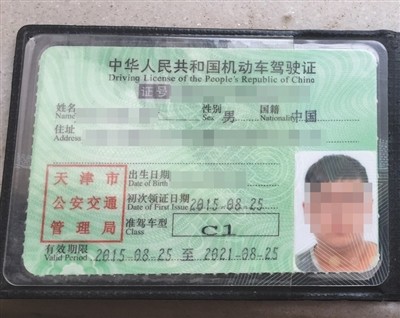 中华人民共和国机动车驾驶证
Driving License of the People's Republic of China
证号
姓名 性别 男 国籍 中国
Name Sex Nationality
住址
Address
天津市
公安交通
管理局
出生日期
Date of Birth
初次领证日期 2015-08-25
Date of First Issue
准驾车型 C1
Class
有效期限 2015-08-25 至 2021-08-25
Valid Period